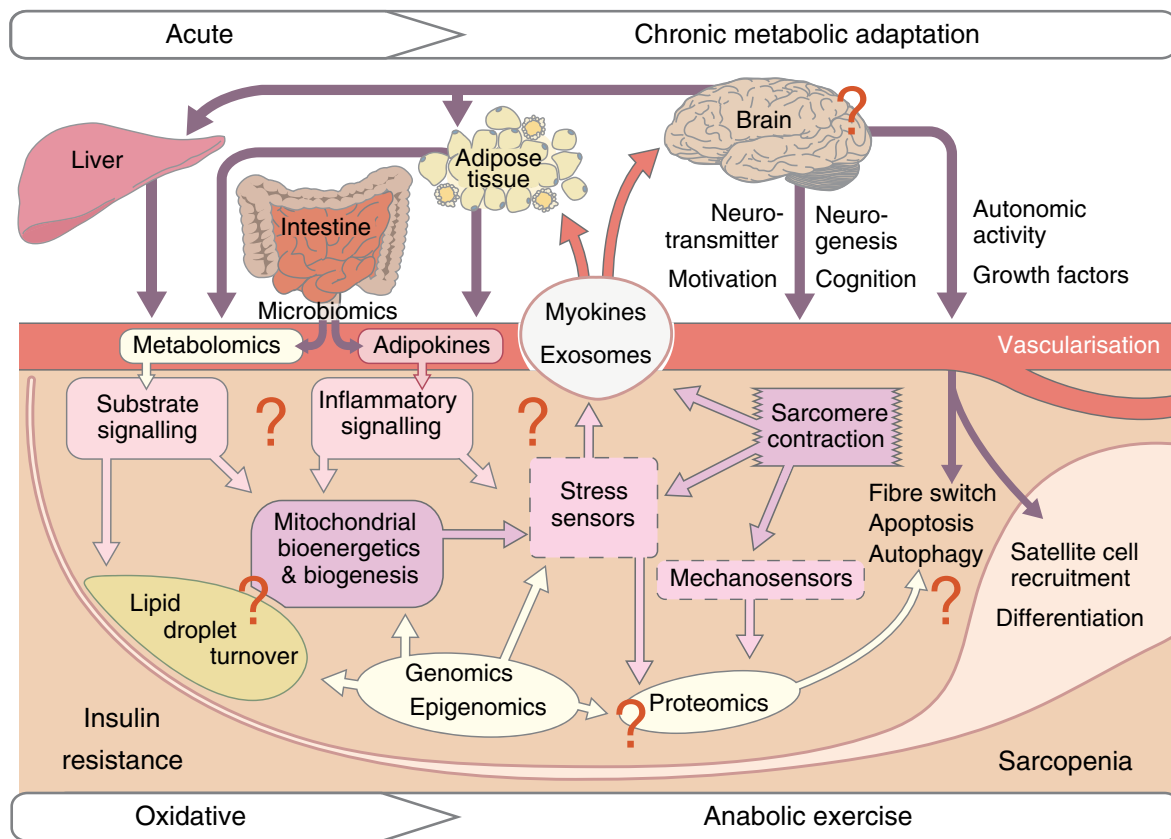 Acute
Chronic metabolic adaptation
Liver
Adipose
tissue
Brain
?
Intestine
Microbiomics
Neuro-
transmitter
Motivation
Neuro-
genesis
Cognition
Autonomic
activity
Growth factors
Myokines
Exosomes
Metabolomics
Adipokines
Vascularisation
Substrate
signalling
?
Inflammatory
signalling
?
Sarcomere
contraction
Stress
sensors
Mitochondrial
bioenergetics
& biogenesis
Fibre switch
Apoptosis
Autophagy
?
Mechanosensors
Satellite cell
recruitment
Differentiation
?
Lipid
droplet
turnover
Genomics
Epigenomics
?
Proteomics
Insulin
resistance
Sarcopenia
Oxidative
Anabolic exercise